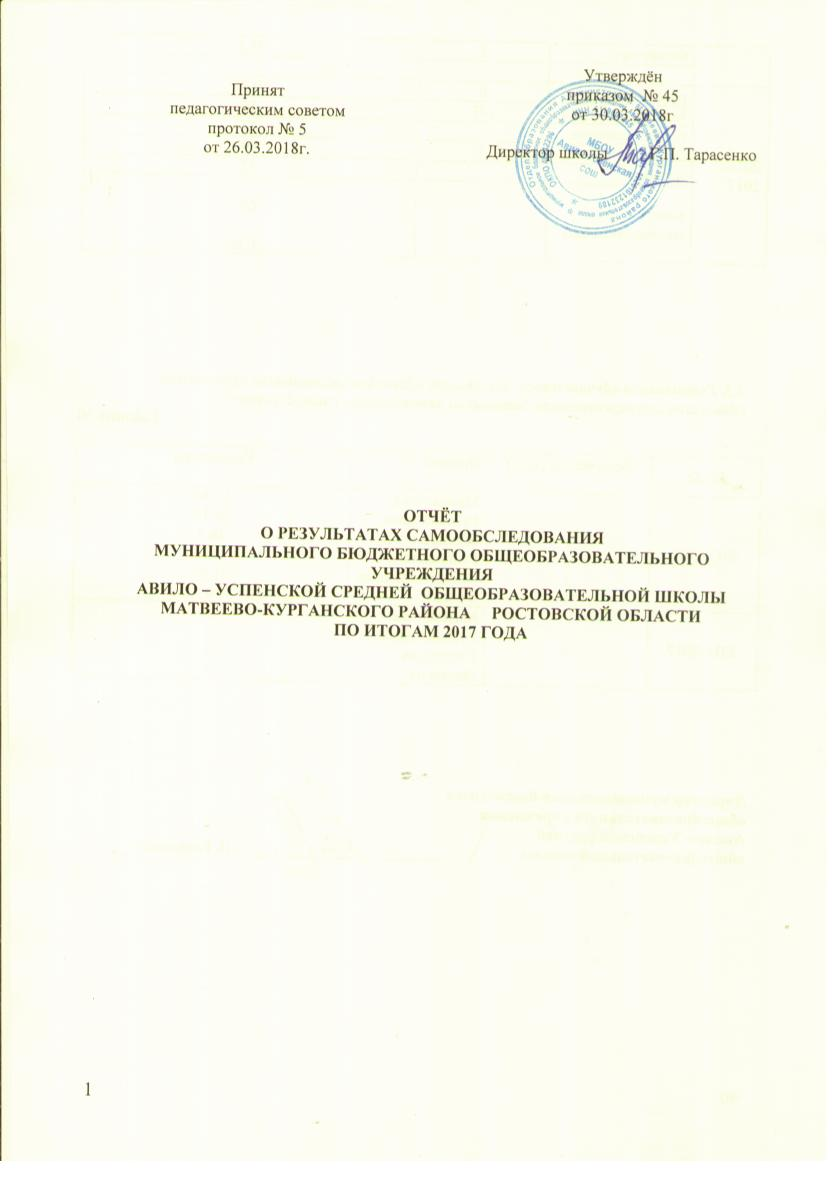 Принят
педагогическим советом
протокол № 5
от 26.03.2018г.
Утверждён
приказом № 45
от 30.03.2018г
Директор школы П. Тарасенко
МБОУ
СОШ
ОТЧЁТ
О РЕЗУЛЬТАТАХ САМООБСЛЕДОВАНИЯ
МУНИЦИПАЛЬНОГО БЮДЖЕТНОГО ОБЩЕОБРАЗОВАТЕЛЬНОГО
УЧРЕЖДЕНИЯ
АВИЛО – УСПЕНСКОЙ СРЕДНЕЙ ОБЩЕОБРАЗОВАТЕЛЬНОЙ ШКОЛЫ
МАТВЕЕВО-КУРГАНСКОГО РАЙОНА РОСТОВСКОЙ ОБЛАСТИ
ПО ИТОГАМ 2017 ГОДА
1